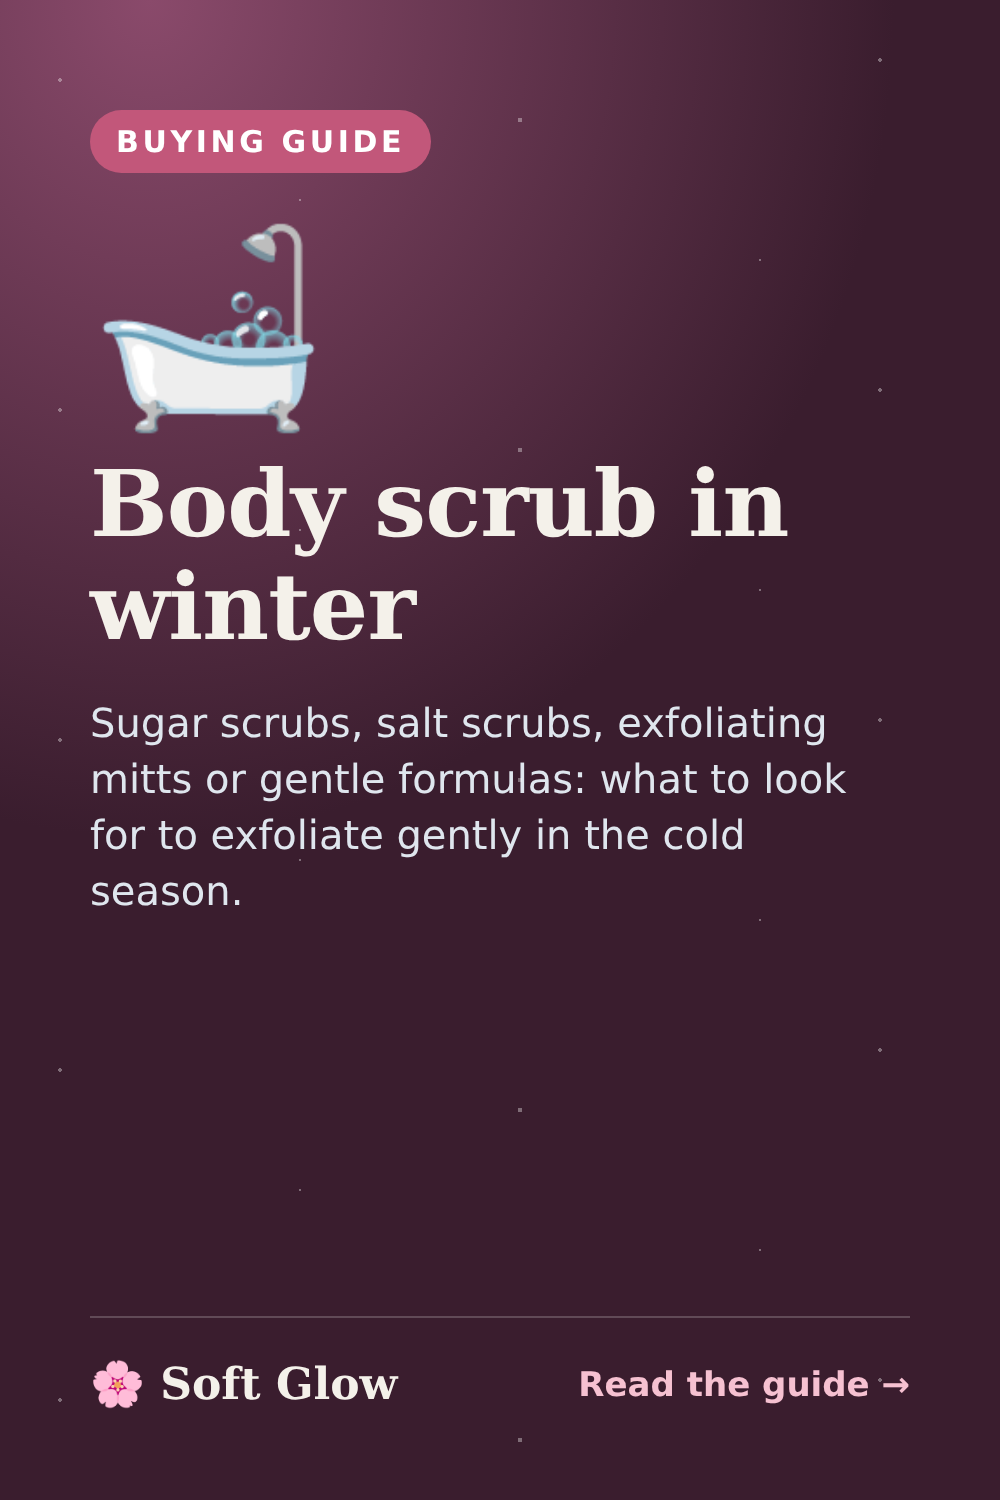 BUYING GUIDE
Body scrub in
winter
Sugar scrubs, salt scrubs, exfoliating
mitts or gentle formulas: what to look
for to exfoliate gently in the cold
season.
Soft Glow
Read the guide →